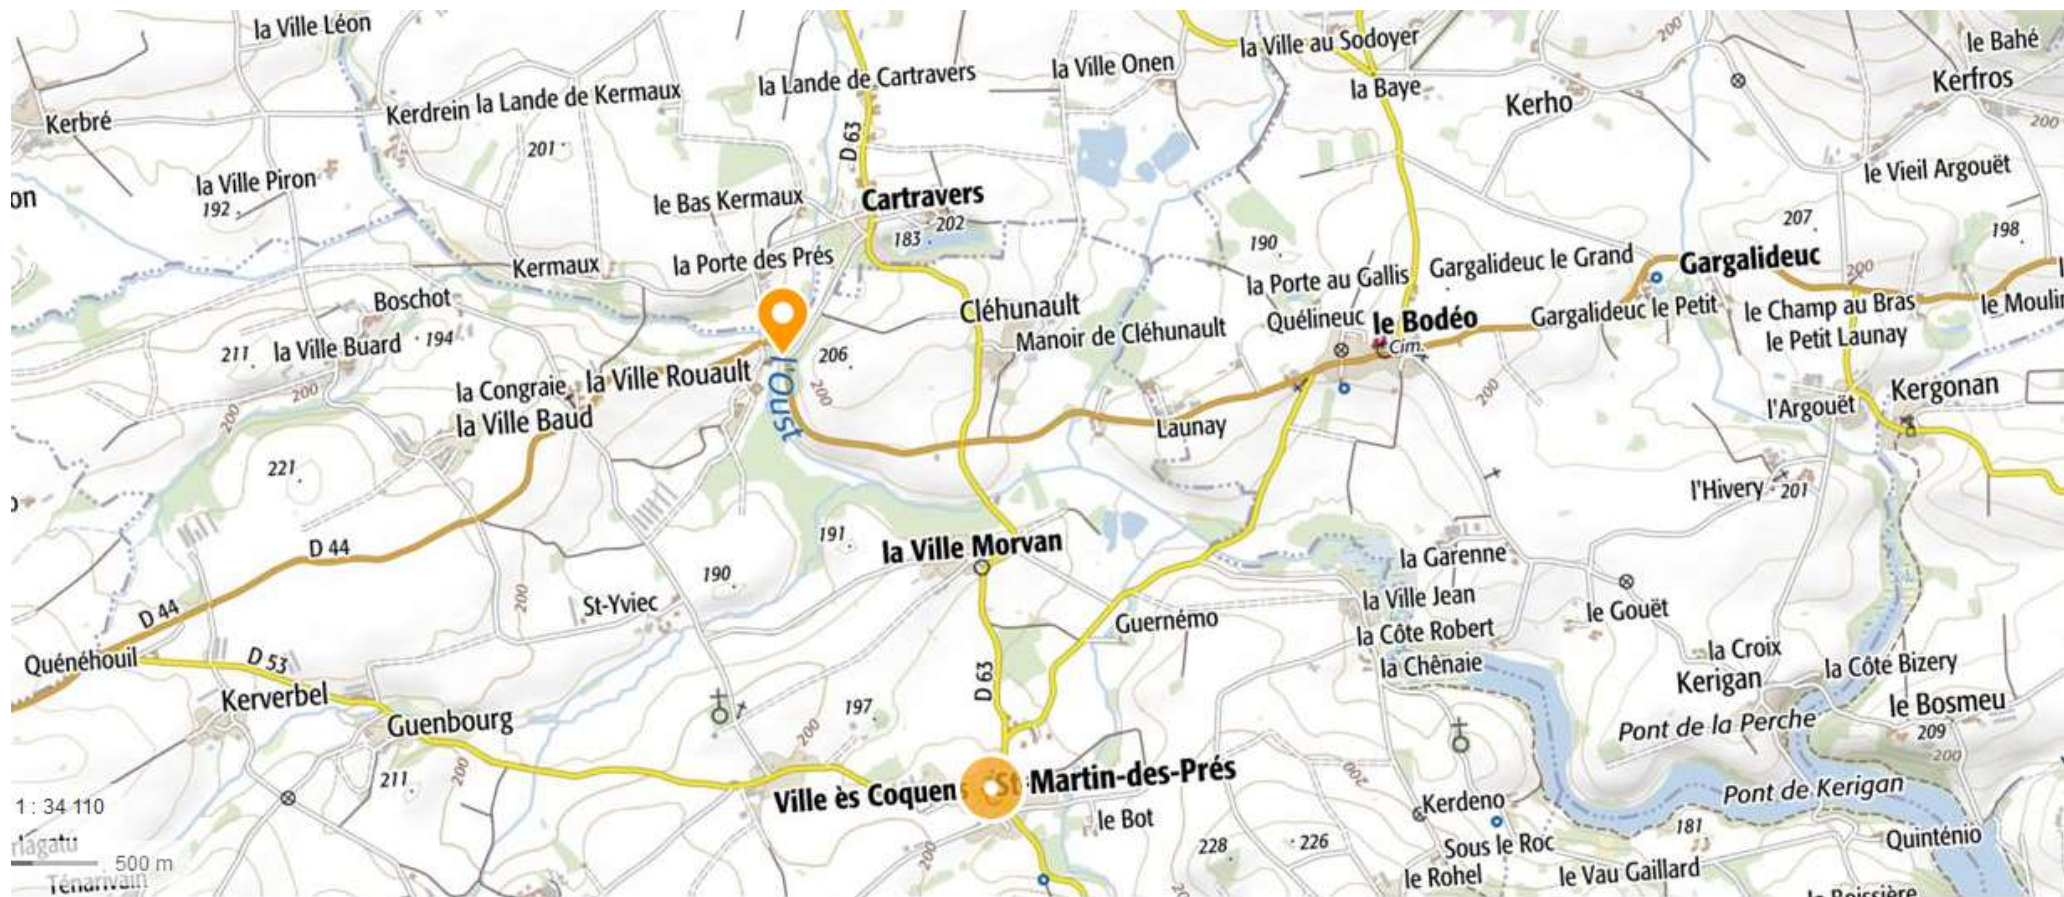 la Ville Léon
la Ville au Sodoyer
le Bahé
200
la Ville Onen
la Lande de Cartravers
Kerfros
la Baye
Kerdrein
la Lande de Kermaux
Kerho
Kerbré
200
D 63
201
le Vieil Argouët
la Ville Piron
192
on
le Bas Kermaux
Cartravers
202
183
207
198
190
la Porte des Prés
Kermaux
la Porte au Gallis
Gargalideuc le Grand
Gargalideuc
200
Boschot
Cléhunault
Manoir de Cléhunault
Quélineuc
le Bodéo
Cim.
Gargalideuc le Petit
le Champ au Bras
le Moulin
le Petit Launay
194
211
la Ville Buard
206
200
la Congraie
la Ville Rouault
l'Oust
200
200
200
l'Argouët
Kergonan
la Ville Baud
Launay
221
l'Hivery
201
D 44
191
la Ville Morvan
la Garenne
190
200
St-Yviec
D 44
la Ville Jean
le Gouët
Guernémo
la Côte Robert
la Chênaie
la Croix
la Côte Bizery
Kerigan
Quénéhouil
D 53
D 63
Kerverbel
Guenbourg
197
200
le Bosmeu
209
200
Pont de la Perche
211
200
Ville ès Coquens
St-Martin-des-Prés
200
Pont de Kerigan
1 : 34 110
le Bot
Kerdeno
181
Quinténio
228
226
Sous le Roc
500 m
200
le Rohel
le Vau Gaillard
Ténarivain
la Boissière